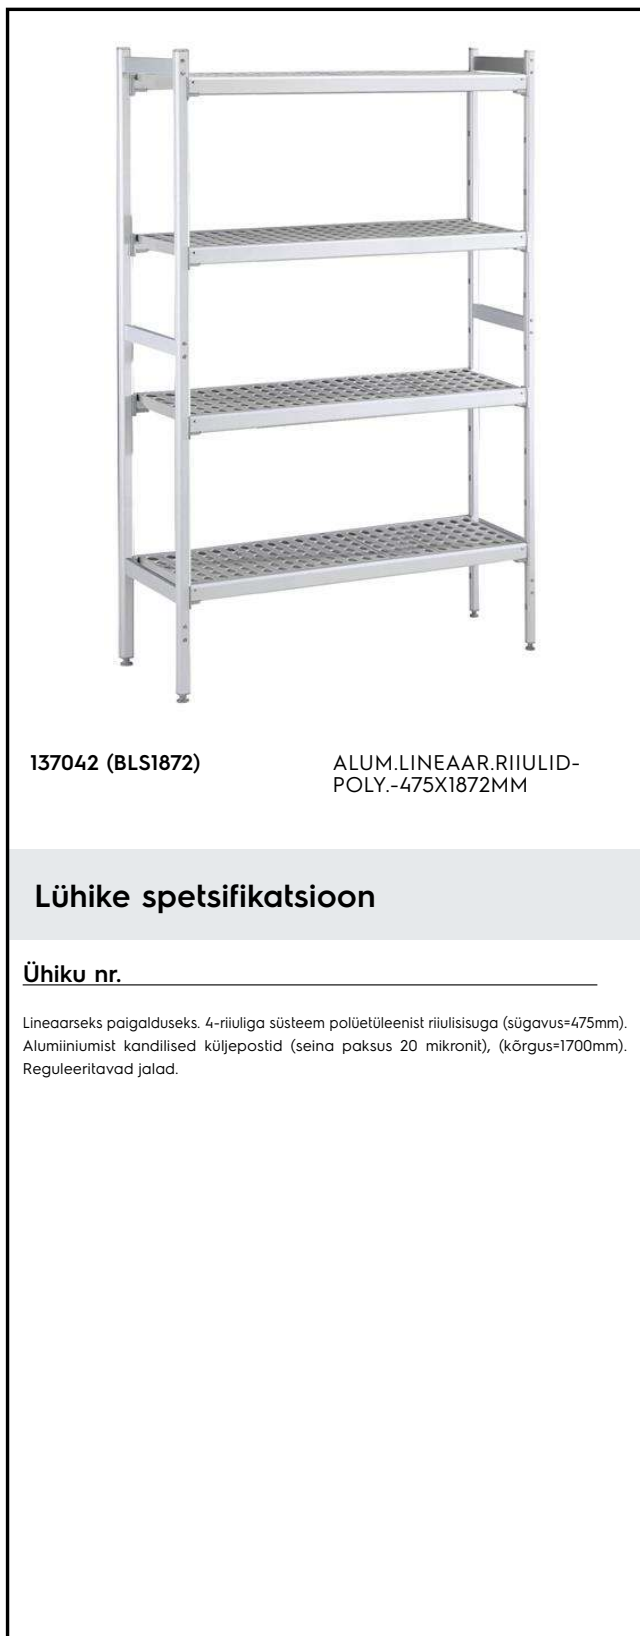 137042 (BLS1872)
ALUM.LINEAAR.RIIULID-
POLY.-475X1872MM
Lühike spetsifikatsioon
Ühiku nr.
Lineaarseks paigalduseks. 4-riiuliga süsteem polüetüleenist riiulisisuga (sügavus=475mm).
Alumiiniumist kandilised küljepostid (seina paksus 20 mikronit), (kõrgus=1700mm).
Reguleeritavad jalad.